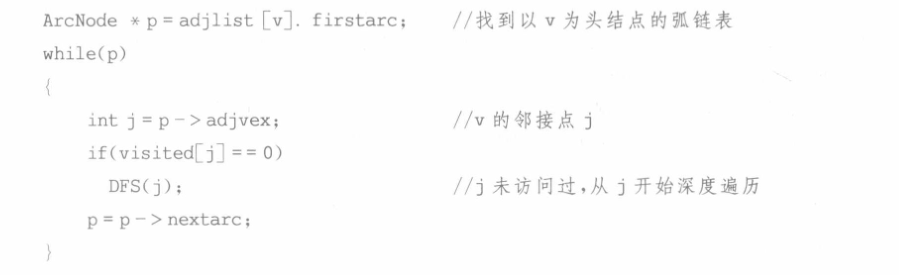 ArcNode * p = adjlist [v]. firstarc; //找到以 v 为头结点的弧链表
while(p)
{
int j = p -> adjvex; //v 的邻接点 j
if(visited[j] == 0)
DFS(j); //j 未访问过,从 j 开始深度遍历
p = p -> nextarc;
}